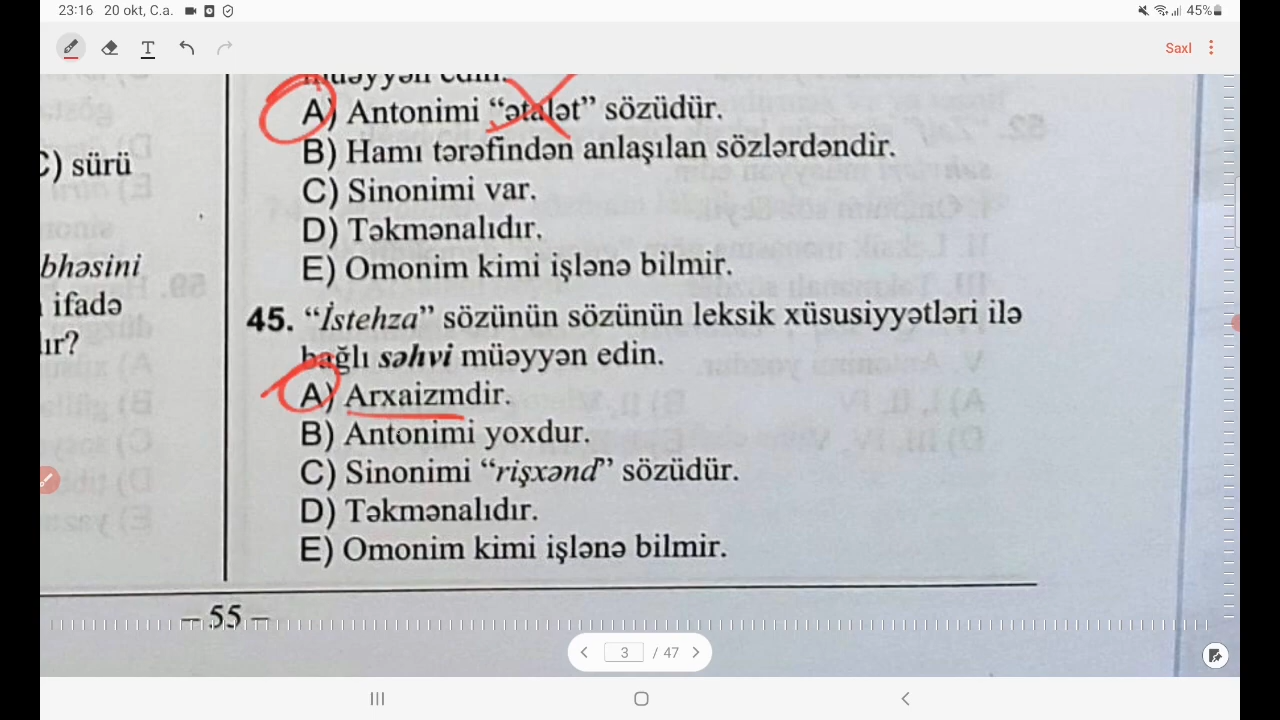 23:16 20 okt, C.a.
45%
T
Saxl
müəyyən edin.
A) Antonimi “ətalət” sözüdür.
B) Hamı tərəfindən anlaşılan sözlərdəndir.
C) Sinonimi var.
D) Təkmənalıdır.
E) Omonim kimi işlənə bilmir.
C) sürü
bhəsini
ifadə
ır?
45. “İstehza” sözünün sözünün leksik xüsusiyyətləri ilə
bağlı səhvi müəyyən edin.
A) Arxaizmdir.
B) Antonimi yoxdur.
C) Sinonimi “rişxənd” sözüdür.
D) Təkmənalıdır.
E) Omonim kimi işlənə bilmir.
– 55 –
3 / 47